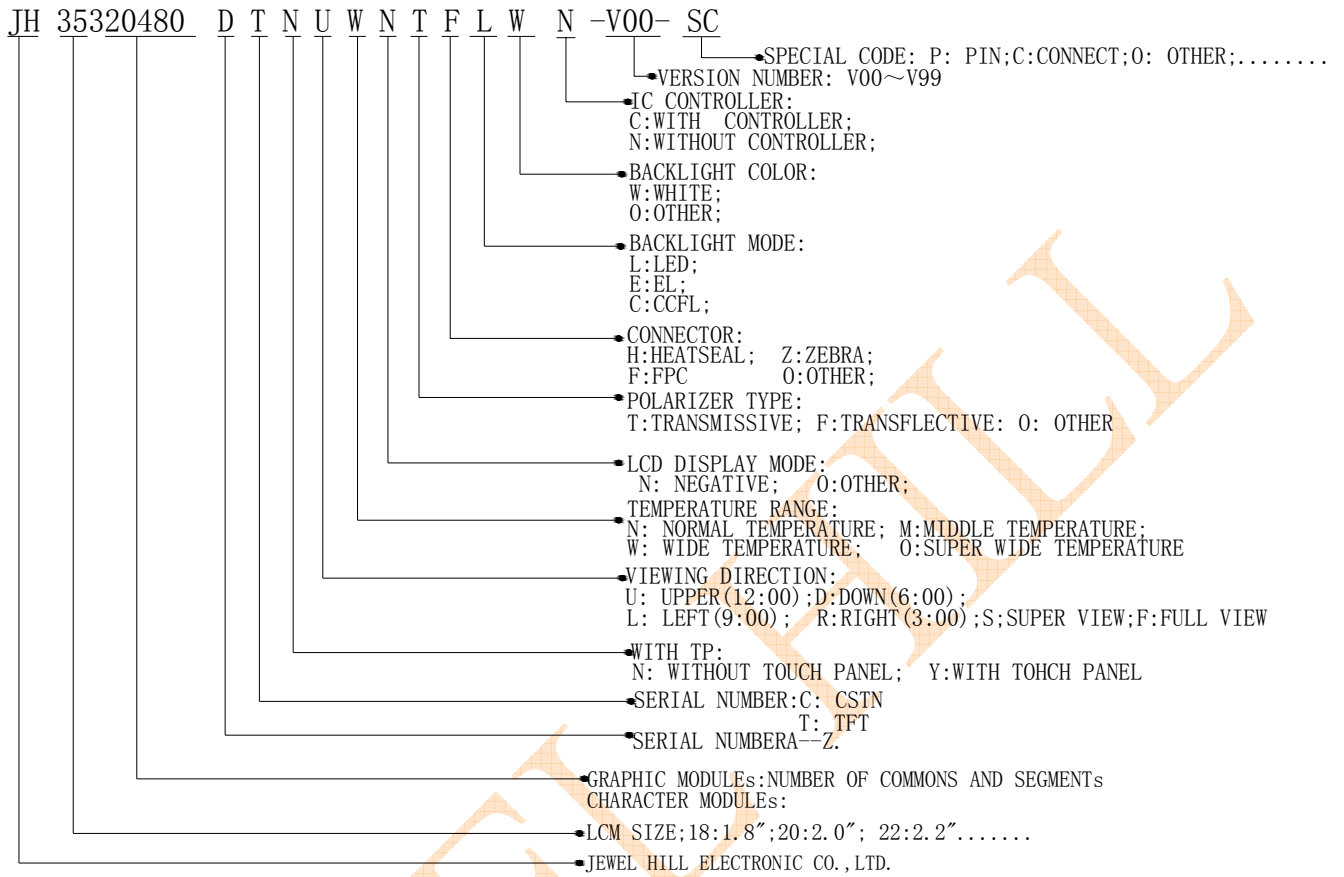 JH 35320480 D T N U W N T F L W N -V00- SC
SPECIAL CODE: P: PIN;C:CONNECT;O: OTHER;........
VERSION NUMBER: V00～V99
IC CONTROLLER:
C:WITH CONTROLLER;
N:WITHOUT CONTROLLER;
BACKLIGHT COLOR:
W:WHITE;
O:OTHER;
BACKLIGHT MODE:
L:LED;
E:EL;
C:CCFL;
CONNECTOR:
H:HEATSEAL; Z:ZEBRA;
F:FPC O:OTHER;
POLARIZER TYPE:
T:TRANSMISSIVE; F:TRANSFLECTIVE: O: OTHER
LCD DISPLAY MODE:
N: NEGATIVE; O:OTHER;
TEMPERATURE RANGE:
N: NORMAL TEMPERATURE; M:MIDDLE TEMPERATURE;
W: WIDE TEMPERATURE; O:SUPER WIDE TEMPERATURE
VIEWING DIRECTION:
U: UPPER(12:00);D:DOWN(6:00);
L: LEFT(9:00); R:RIGHT(3:00);S;SUPER VIEW;F:FULL VIEW
WITH TP:
N: WITHOUT TOUCH PANEL; Y:WITH TOHCH PANEL
SERIAL NUMBER:C: CSTN
T: TFT
SERIAL NUMBERA--Z.
GRAPHIC MODULEs:NUMBER OF COMMONS AND SEGMENTs
CHARACTER MODULEs:
LCM SIZE;18:1.8″;20:2.0″; 22:2.2″.......
JEWEL HILL ELECTRONIC CO.,LTD.
EL HILL